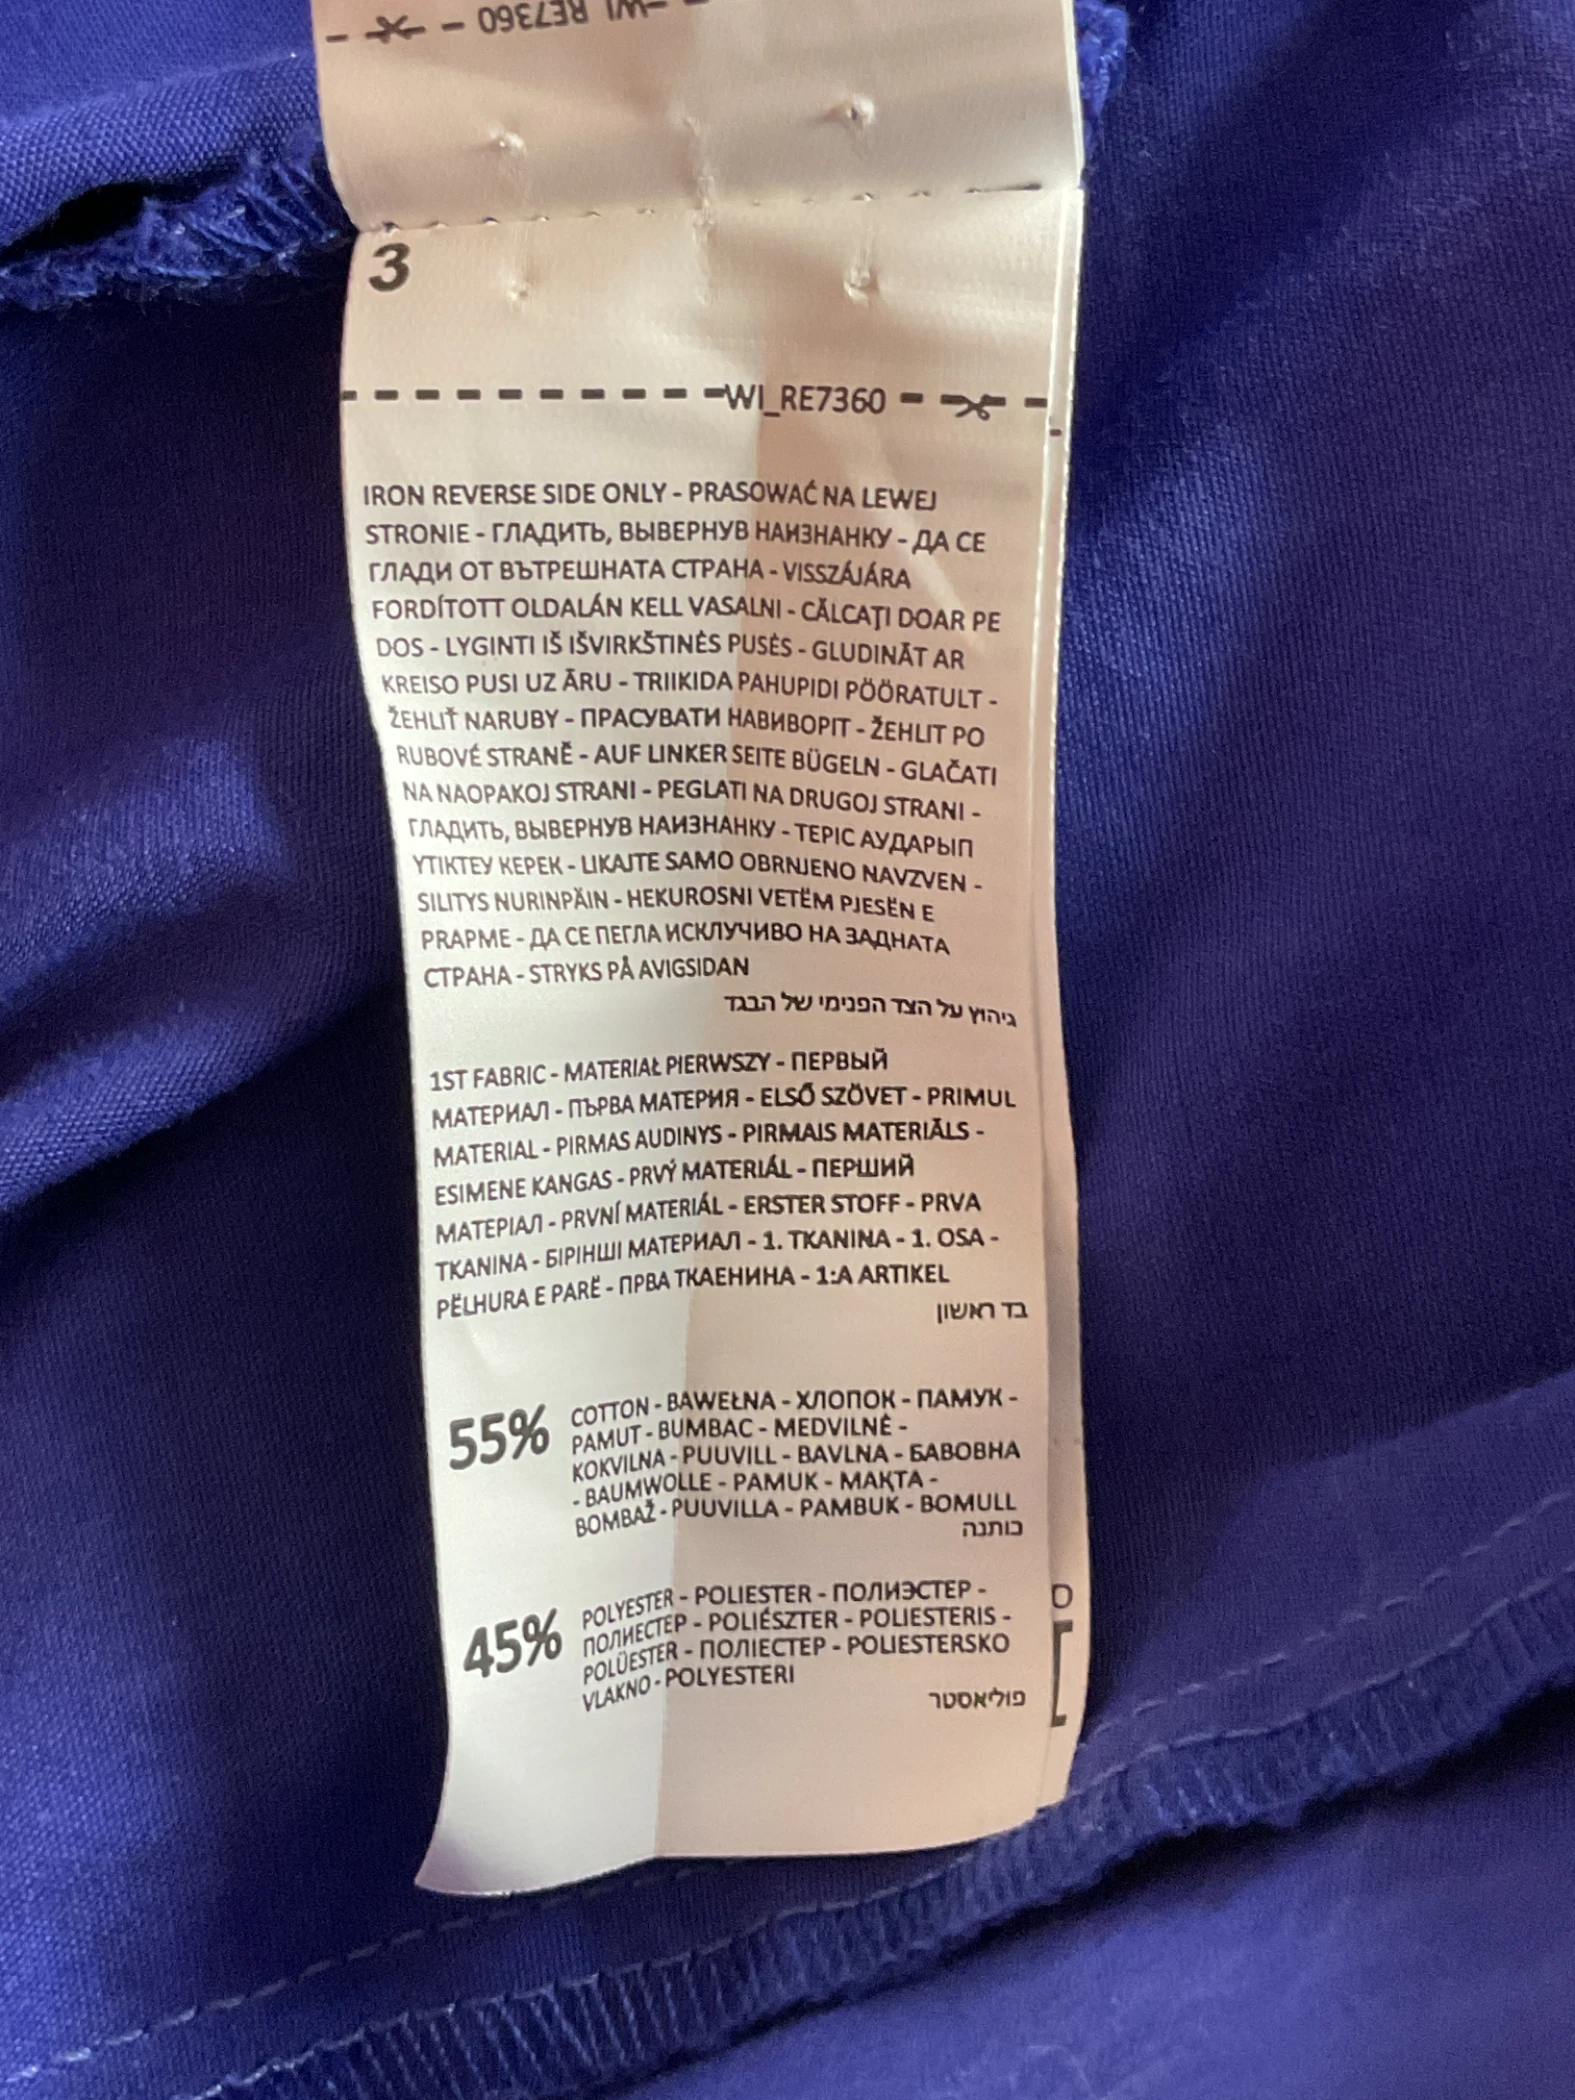 WI_RE7360
3
WI_RE7360
IRON REVERSE SIDE ONLY - PRASOWAĆ NA LEWEJ
STRONIE - ГЛАДИТЬ, ВЫВЕРНУВ НАИЗНАНКУ - ДА СЕ
ГЛАДИ ОТ ВЪТРЕШНАТА СТРАНА - VISSZÁJÁRA
FORDÍTOTT OLDALÁN KELL VASALNI - CĂLCAȚI DOAR PE
DOS - LYGINTI IŠ IŠVIRKŠTINĖS PUSĖS - GLUDINĀT AR
KREISO PUSI UZ ĀRU - TRIIKIDA PAHUPIDI PÖÖRATULT -
ŽEHLIŤ NARUBY - ПРАСУВАТИ НАВИВОРІТ - ŽEHLIT PO
RUBOVÉ STRANĚ - AUF LINKER SEITE BÜGELN - GLAČATI
NA NAOPAKOJ STRANI - PEGLATI NA DRUGOJ STRANI -
ГЛАДИТЬ, ВЫВЕРНУВ НАИЗНАНКУ - ТЕРІС АУДАРЫП
ҮТІКТЕУ КЕРЕК - LIKAJTE SAMO OBRNJENO NAVZVEN -
SILITYS NURINPÄIN - HEKUROSNI VETËM PJESËN E
PRAPME - ДА СЕ ПЕГЛА ИСКЛУЧИВО НА ЗАДНАТА
СТРАНА - STRYKS PÅ AVIGSIDAN
גיהוץ על הצד הפנימי של הבגד
1ST FABRIC - MATERIAŁ PIERWSZY - ПЕРВЫЙ
МАТЕРИАЛ - ПЪРВА МАТЕРИЯ - ELSŐ SZÖVET - PRIMUL
MATERIAL - PIRMAS AUDINYS - PIRMAIS MATERIĀLS -
ESIMENE KANGAS - PRVÝ MATERIÁL - ПЕРШИЙ
МАТЕРІАЛ - PRVNÍ MATERIÁL - ERSTER STOFF - PRVA
TKANINA - БІРІНШІ МАТЕРИАЛ - 1. TKANINA - 1. OSA -
PËLHURA E PARË - ПРВА ТКАЕНИНА - 1:A ARTIKEL
בד ראשון
55% COTTON - BAWEŁNA - ХЛОПОК - ПАМУК -
PAMUT - BUMBAC - MEDVILNĖ -
KOKVILNA - PUUVILL - BAVLNA - БАВОВНА
- BAUMWOLLE - PAMUK - МАҚТА -
BOMBAŽ - PUUVILLA - PAMBUK - BOMULL
כותנה
45% POLYESTER - POLIESTER - ПОЛИЭСТЕР -
ПОЛИЕСТЕР - POLIÉSZTER - POLIESTERIS -
POLÜESTER - ПОЛІЕСТЕР - POLIESTERSKO
VLAKNO - POLYESTERI
פוליאסטר